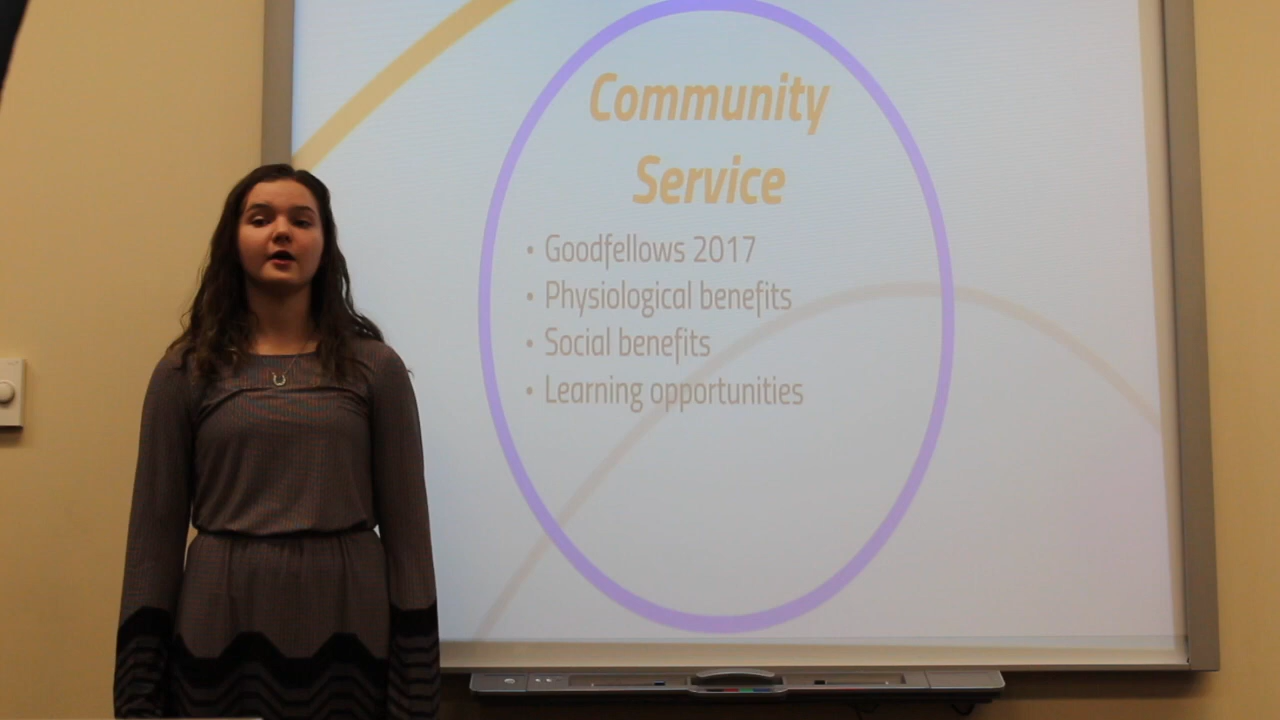 Community
Service
• Goodfellows 2017
• Physiological benefits
• Social benefits
• Learning opportunities